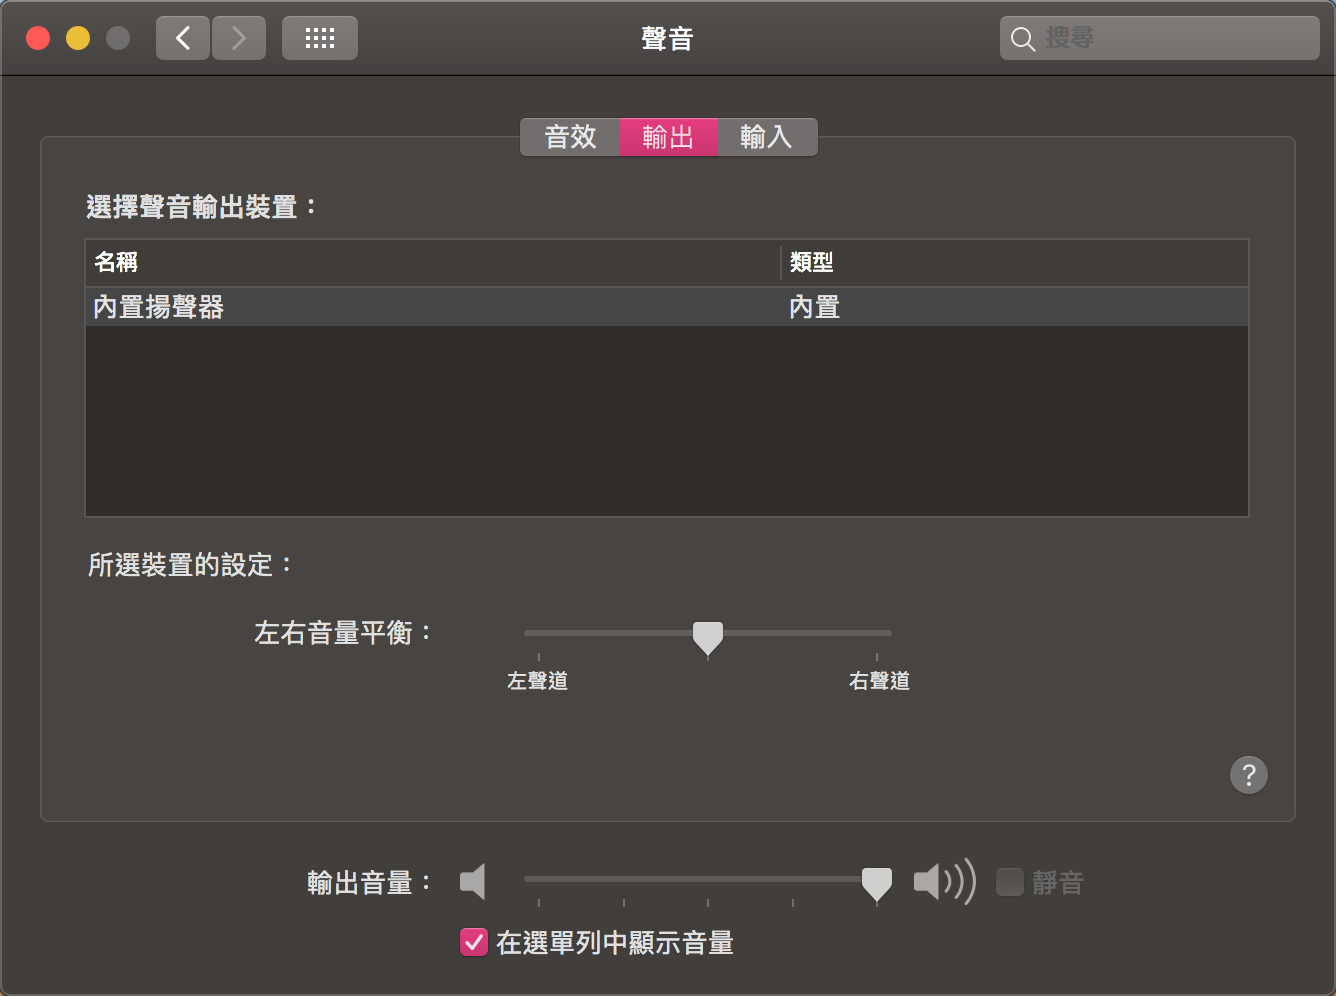 聲音
搜尋
音效 輸出 輸入
選擇聲音輸出裝置：
名稱 類型
內置揚聲器 內置
所選裝置的設定：
左右音量平衡：
左聲道 右聲道
?
輸出音量： 靜音
在選單列中顯示音量